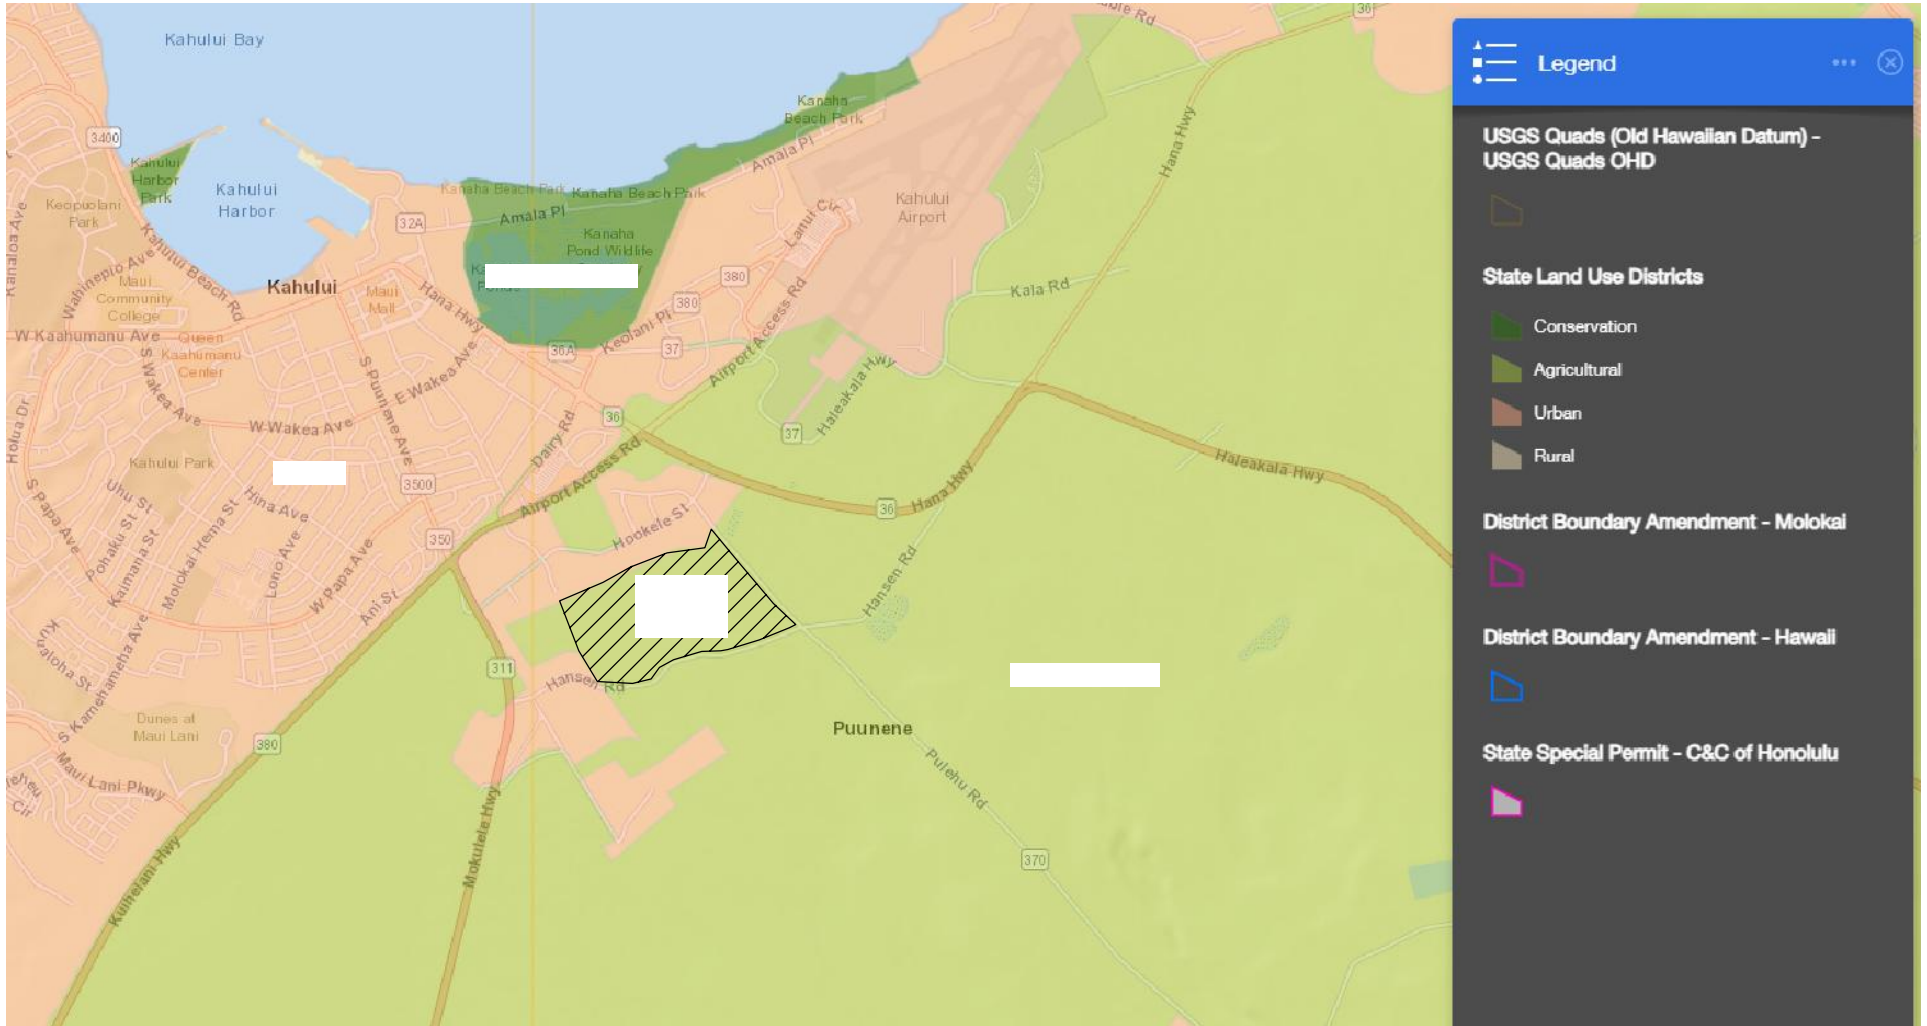 Kahului Bay
36
3400
Kahului
Harbor
Park
Kahului
Harbor
Keopuolani
Park
Kanaloa Ave
Kahului Beach Rd
Wahinepio Ave
Maui
Community
College
W Kaahumanu Ave
Queen
Kaahumanu
Center
Kahului
Maui
Mall
32A
Hana Hwy
Kanaha Beach Park
Kanaha Beach Park
Amala Pl
Kanaha
Pond Wildlife
Kanaha
Beach Park
Amala Pl
Lanui Cir
Kahului
Airport
Hana Hwy
Kala Rd
380
380
Keolani Pl
37
36A
Airport Access Rd
Haleakala Hwy
37
S Wakea Ave
S Puunene Ave
E Wakea Ave
W Wakea Ave
Holua Dr
Kahului Park
S Papa Ave
Uhu St
Pohaku St
Kaimana St
Molokai Hema St
Hina Ave
Lono Ave
W Papa Ave
Ani St
3500
350
36
Dairy Rd
Airport Access Rd
Hookele St
36
Hana Hwy
Haleakala Hwy
Hansen Rd
311
Hansen Rd
Puunene
Pulehu Rd
370
S Kamehameha Ave
Dunes at
Maui Lani
380
Maui Lani Pkwy
Kuihelani Hwy
Mokulele Hwy
Legend
USGS Quads (Old Hawaiian Datum) -
USGS Quads OHD
State Land Use Districts
Conservation
Agricultural
Urban
Rural
District Boundary Amendment - Molokai
District Boundary Amendment - Hawaii
State Special Permit - C&C of Honolulu